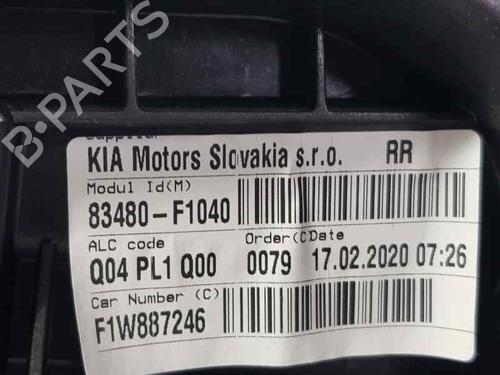 B-PARTS
Supplier
KIA Motors Slovakia s.r.o. RR
Modul Id(M)
83480-F1040
ALC code Order(C Date
Q04 PL1 Q00 0079 17.02.2020 07:26
Car Number (C)
F1W887246